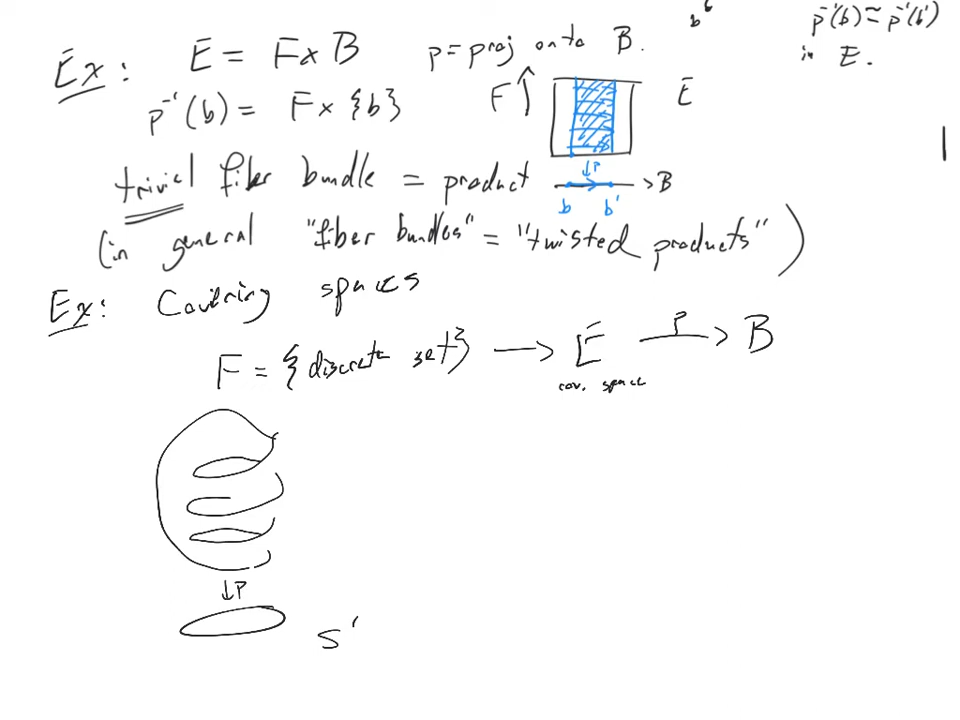 b⁶
p⁻¹(b) ≃ p⁻¹(b')
in E.
Ex: E = F x B p = proj onto B.
p⁻¹(b) = F x {b} F ↑ E
trivial fiber bundle = product ↓P → B
b b'
(in general "fiber bundles" = "twisted products")
Ex: Covering spaces
F = {discrete set} → E →ᴾ B
cov. space
↓P
S¹